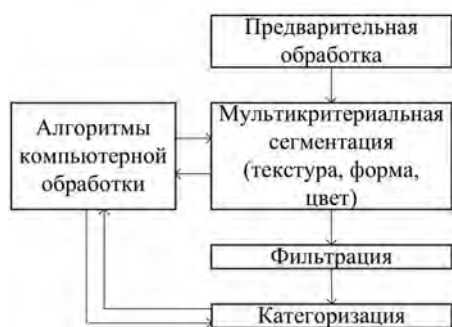 Предварительная
обработка
Алгоритмы
компьютерной
обработки
Мультикритериальная
сегментация
(текстура, форма,
цвет)
Фильтрация
Категоризация